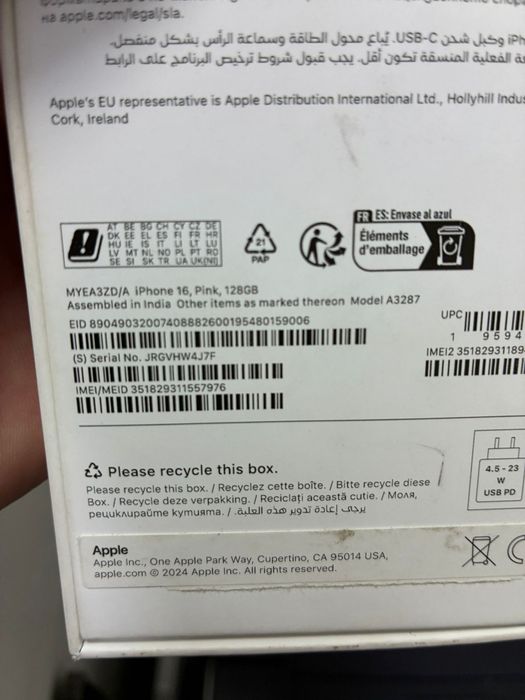 на apple.com/legal/sla.
وكبل شحن USB-C. يُباع محول الطاقة وسماعة الرأس بشكل منفصل.
الفعلية المنسقة تكون أقل. يجب قبول شروط ترخيص البرنامج على الرابط
Apple's EU representative is Apple Distribution International Ltd., Hollyhill
Cork, Ireland
AT BE BG CH CY CZ DE
DK EE EL ES FI FR HR
HU IE IS IT LI LT LU
LV MT NL NO PL PT RO
SE SI SK TR UA UK(NI)
21
PAP
FR ES: Envase al azul
Éléments
d'emballage
MYEA3ZD/A iPhone 16, Pink, 128GB
Assembled in India Other items as marked thereon Model A3287
EID 89049032007408882600195480159006
(S) Serial No. JRGVHW4J7F
IMEI/MEID 351829311557976
UPC
1 9594
IMEI2 35182931189
Please recycle this box.
Please recycle this box. / Recyclez cette boîte. / Bitte recycle diese
Box. / Recycle deze verpakking. / Reciclați această cutie. / Моля,
рециклирайте кутията. / .يرجى إعادة تدوير هذه العلبة
4.5 - 23
W
USB PD
Apple
Apple Inc., One Apple Park Way, Cupertino, CA 95014 USA,
apple.com © 2024 Apple Inc. All rights reserved.